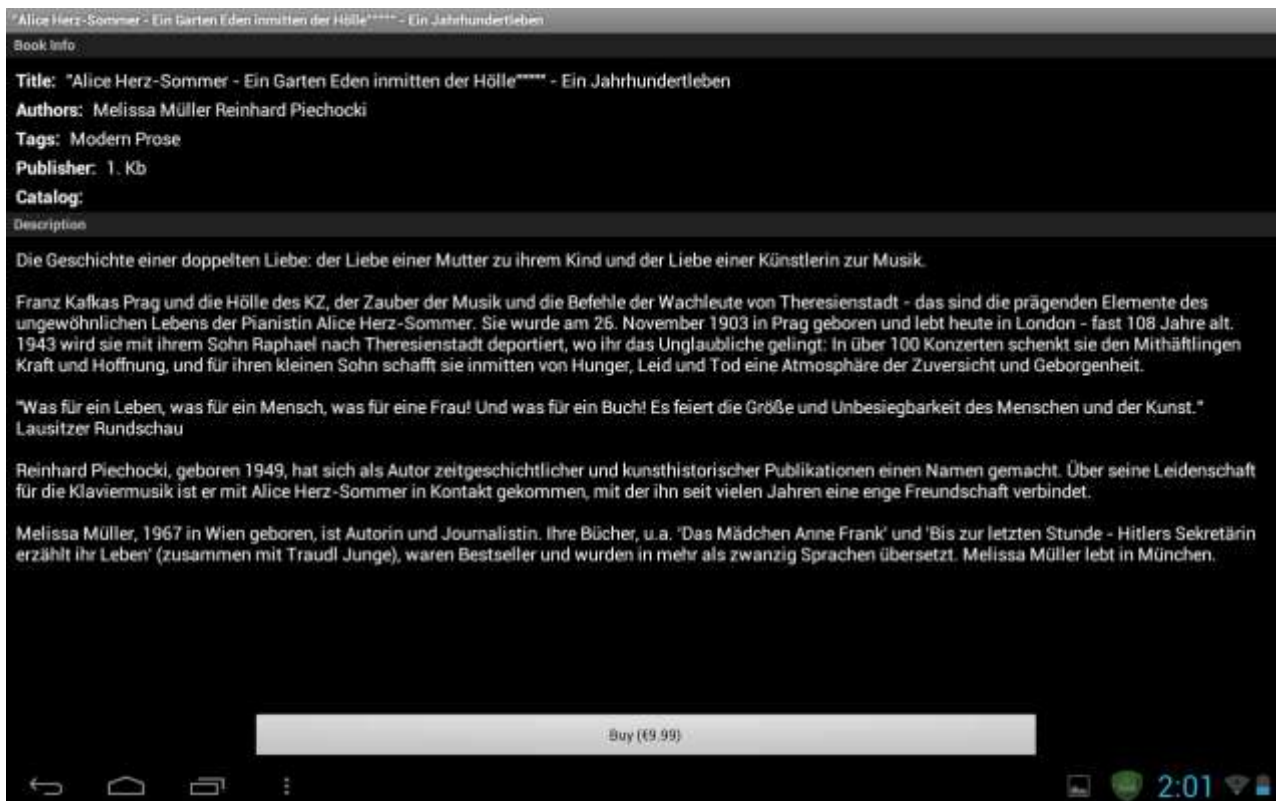 "Alice Herz-Sommer - Ein Garten Eden inmitten der Hölle""""" - Ein Jahrhundertleben
Book Info
Title: "Alice Herz-Sommer - Ein Garten Eden inmitten der Hölle""""" - Ein Jahrhundertleben
Authors: Melissa Müller Reinhard Piechocki
Tags: Modern Prose
Publisher: 1. Kb
Catalog:
Description
Die Geschichte einer doppelten Liebe: der Liebe einer Mutter zu ihrem Kind und der Liebe einer Künstlerin zur Musik.
Franz Kafkas Prag und die Hölle des KZ, der Zauber der Musik und die Befehle der Wachleute von Theresienstadt - das sind die prägenden Elemente des
ungewöhnlichen Lebens der Pianistin Alice Herz-Sommer. Sie wurde am 26. November 1903 in Prag geboren und lebt heute in London - fast 108 Jahre alt.
1943 wird sie mit ihrem Sohn Raphael nach Theresienstadt deportiert, wo ihr das Unglaubliche gelingt: In über 100 Konzerten schenkt sie den Mithäftlingen
Kraft und Hoffnung, und für ihren kleinen Sohn schafft sie inmitten von Hunger, Leid und Tod eine Atmosphäre der Zuversicht und Geborgenheit.
"Was für ein Leben, was für ein Mensch, was für eine Frau! Und was für ein Buch! Es feiert die Größe und Unbesiegbarkeit des Menschen und der Kunst."
Lausitzer Rundschau
Reinhard Piechocki, geboren 1949, hat sich als Autor zeitgeschichtlicher und kunsthistorischer Publikationen einen Namen gemacht. Über seine Leidenschaft
für die Klaviermusik ist er mit Alice Herz-Sommer in Kontakt gekommen, mit der ihn seit vielen Jahren eine enge Freundschaft verbindet.
Melissa Müller, 1967 in Wien geboren, ist Autorin und Journalistin. Ihre Bücher, u.a. 'Das Mädchen Anne Frank' und 'Bis zur letzten Stunde - Hitlers Sekretärin
erzählt ihr Leben' (zusammen mit Traudl Junge), waren Bestseller und wurden in mehr als zwanzig Sprachen übersetzt. Melissa Müller lebt in München.
Buy (€9.99)
2:01